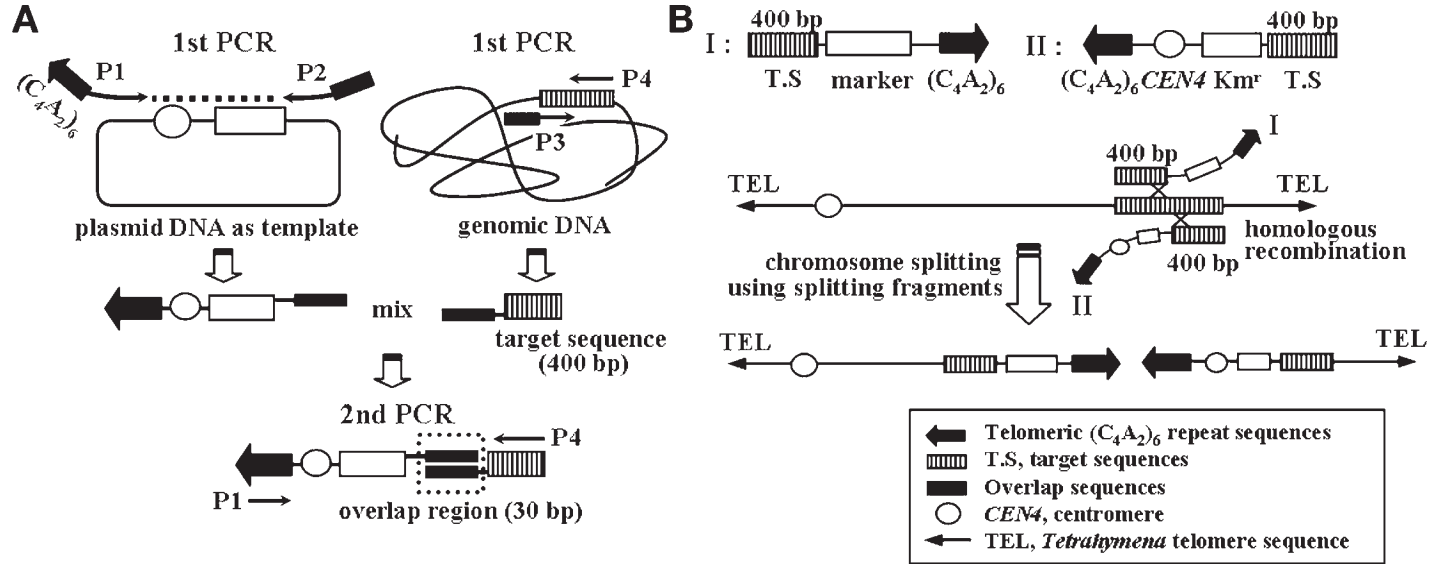 A
1st PCR
1st PCR
P1
P2
(C4A2)6
P4
P3
plasmid DNA as template
genomic DNA
mix
target sequence
(400 bp)
2nd PCR
P4
P1
overlap region (30 bp)
B
400 bp
400 bp
I :
II :
T.S marker (C4A2)6
(C4A2)6 CEN4 Kmr T.S
I
400 bp
TEL
TEL
homologous
recombination
400 bp
II
chromosome splitting
using splitting fragments
TEL
TEL
Telomeric (C4A2)6 repeat sequences
T.S, target sequences
Overlap sequences
CEN4, centromere
TEL, Tetrahymena telomere sequence